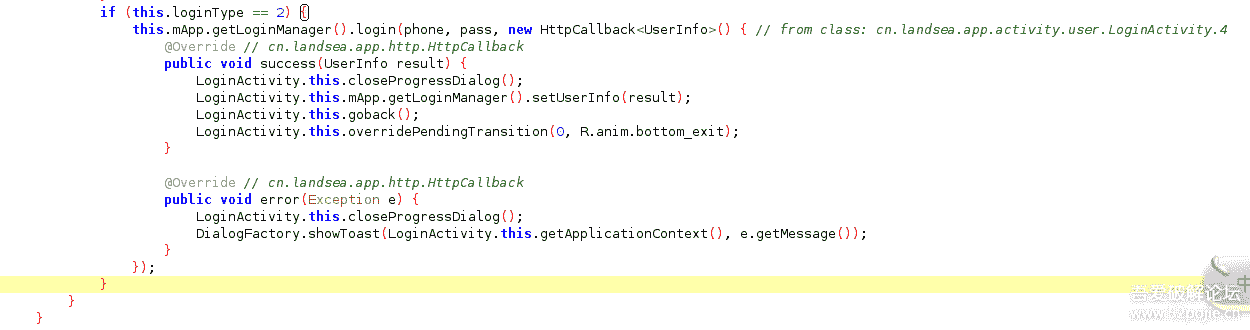 if (this.loginType == 2) {
this.mApp.getLoginManager().login(phone, pass, new HttpCallback<UserInfo>() { // from class: cn.landsea.app.activity.user.LoginActivity.4
@Override // cn.landsea.app.http.HttpCallback
public void success(UserInfo result) {
LoginActivity.this.closeProgressDialog();
LoginActivity.this.mApp.getLoginManager().setUserInfo(result);
LoginActivity.this.goback();
LoginActivity.this.overridePendingTransition(0, R.anim.bottom_exit);
}
@Override // cn.landsea.app.http.HttpCallback
public void error(Exception e) {
LoginActivity.this.closeProgressDialog();
DialogFactory.showToast(LoginActivity.this.getApplicationContext(), e.getMessage());
}
});
}
}
}
中
吾爱破解论坛
www.52pojie.cn